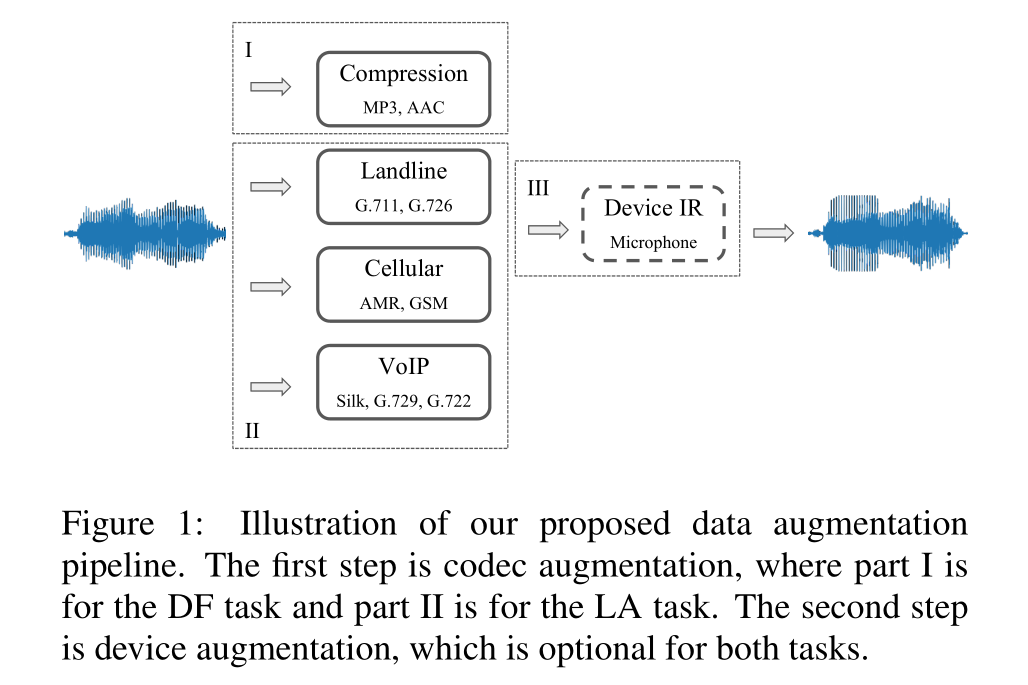 I
Compression
MP3, AAC
Landline
G.711, G.726
Cellular
AMR, GSM
VoIP
Silk, G.729, G.722
II
III
Device IR
Microphone
Figure 1: Illustration of our proposed data augmentation
pipeline. The first step is codec augmentation, where part I is
for the DF task and part II is for the LA task. The second step
is device augmentation, which is optional for both tasks.